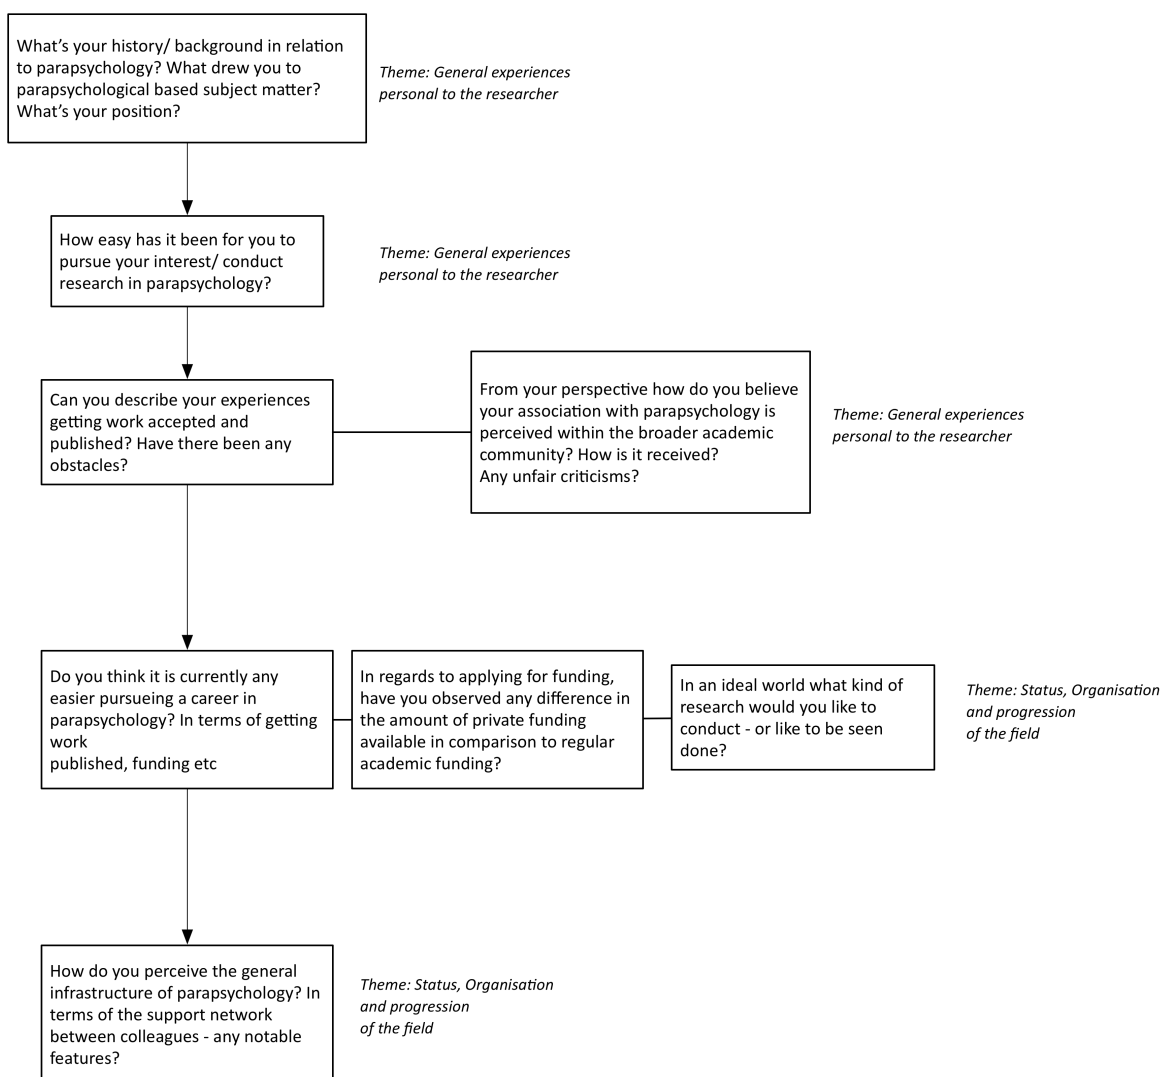 What's your history/ background in relation
to parapsychology? What drew you to
parapsychological based subject matter?
What's your position?
Theme: General experiences
personal to the researcher
How easy has it been for you to
pursue your interest/ conduct
research in parapsychology?
Theme: General experiences
personal to the researcher
Can you describe your experiences
getting work accepted and
published? Have there been any
obstacles?
From your perspective how do you believe
your association with parapsychology is
perceived within the broader academic
community? How is it received?
Any unfair criticisms?
Theme: General experiences
personal to the researcher
Do you think it is currently any
easier pursueing a career in
parapsychology? In terms of getting
work
published, funding etc
In regards to applying for funding,
have you observed any difference in
the amount of private funding
available in comparison to regular
academic funding?
In an ideal world what kind of
research would you like to
conduct - or like to be seen
done?
Theme: Status, Organisation
and progression
of the field
How do you perceive the general
infrastructure of parapsychology? In
terms of the support network
between colleagues - any notable
features?
Theme: Status, Organisation
and progression
of the field